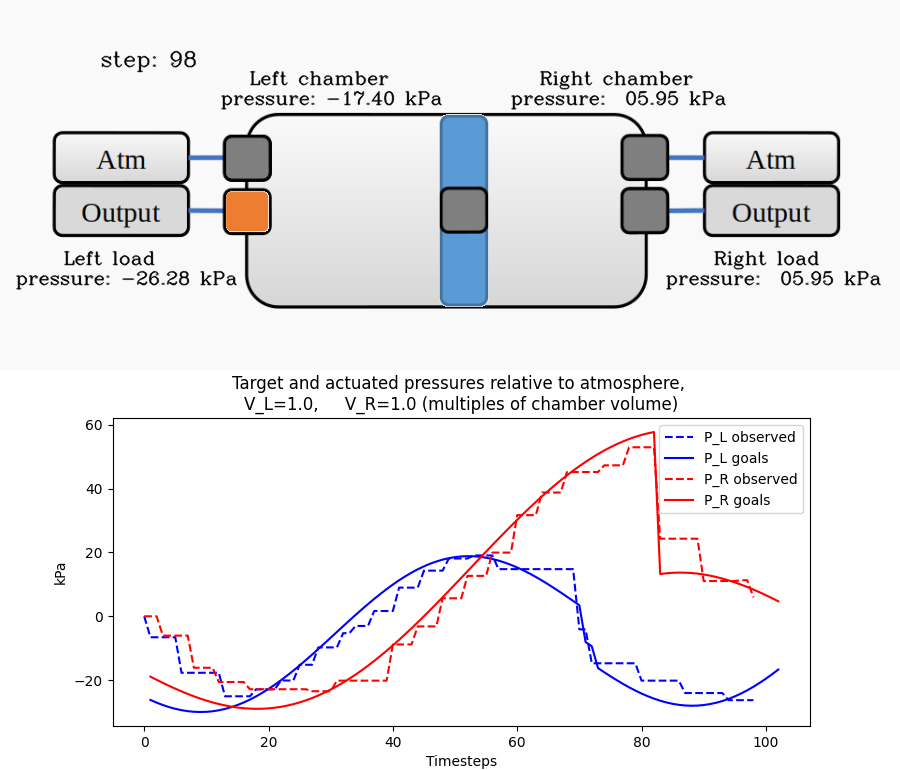 step: 98
Left chamber
pressure: −17.40 kPa
Right chamber
pressure:  05.95 kPa
Atm
Output
Atm
Output
Left load
pressure: −26.28 kPa
Right load
pressure:  05.95 kPa
Target and actuated pressures relative to atmosphere,
V_L=1.0,     V_R=1.0 (multiples of chamber volume)
60
40
20
0
−20
kPa
P_L observed
P_L goals
P_R observed
P_R goals
0 20 40 60 80 100
Timesteps